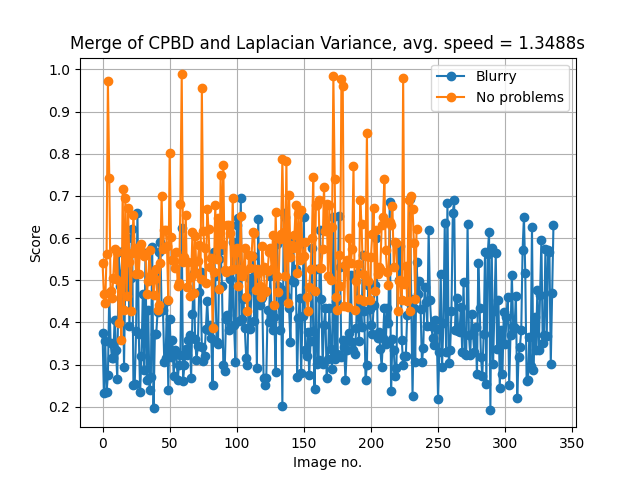 Merge of CPBD and Laplacian Variance, avg. speed = 1.3488s
Blurry
No problems
1.0
0.9
0.8
0.7
0.6
0.5
0.4
0.3
0.2
Score
0 50 100 150 200 250 300 350
Image no.